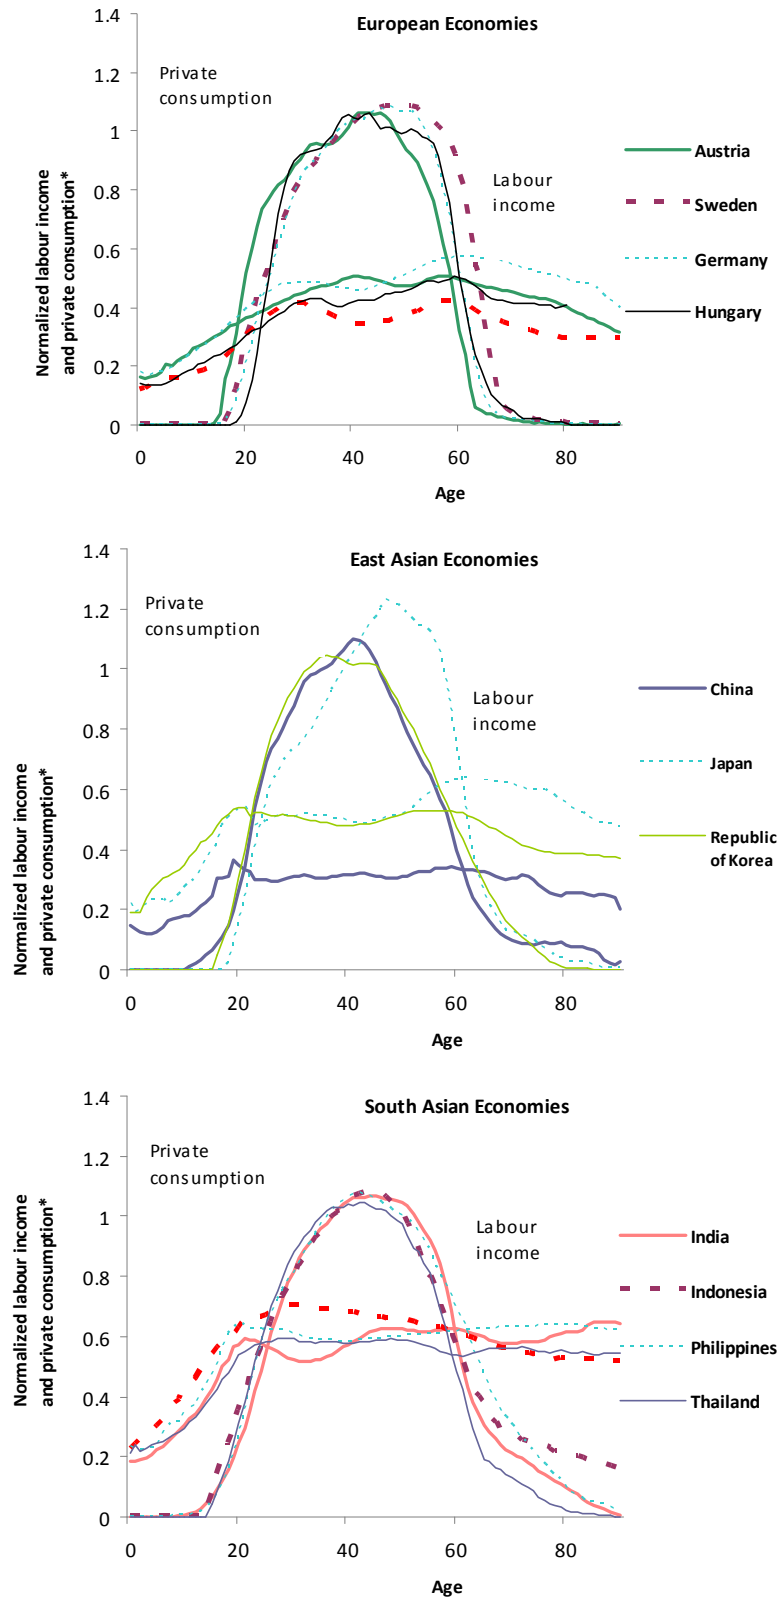 European Economies
1.4
1.2
1
0.8
0.6
0.4
0.2
0
Normalized labour income
and private consumption*
Private
consumption
Labour
income
Austria
Sweden
Germany
Hungary
0 20 40 60 80
Age
East Asian Economies
1.4
1.2
1
0.8
0.6
0.4
0.2
0
Normalized labour income
and private consumption*
Private
consumption
Labour
income
China
Japan
Republic
of Korea
0 20 40 60 80
Age
South Asian Economies
1.4
1.2
1
0.8
0.6
0.4
0.2
0
Normalized labour income
and private consumption*
Private
consumption
Labour
income
India
Indonesia
Philippines
Thailand
0 20 40 60 80
Age